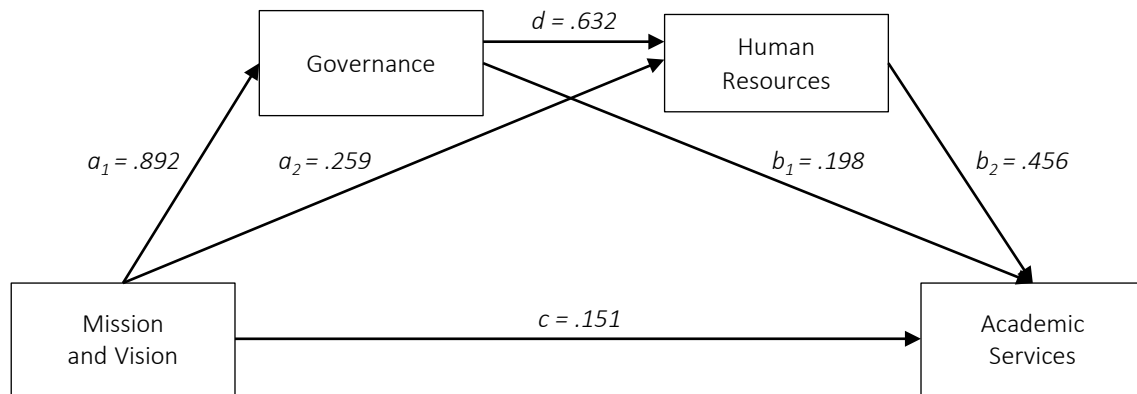 d = .632
Governance
Human
Resources
a1 = .892
a2 = .259
b1 = .198
b2 = .456
Mission
and Vision
c = .151
Academic
Services